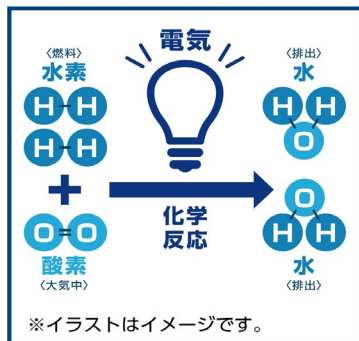 〈燃料〉
水素
H-H
H-H
+
O=O
酸素
〈大気中〉
電気
化学
反応
〈排出〉
水
H H
O
O
H H
水
〈排出〉
※イラストはイメージです。